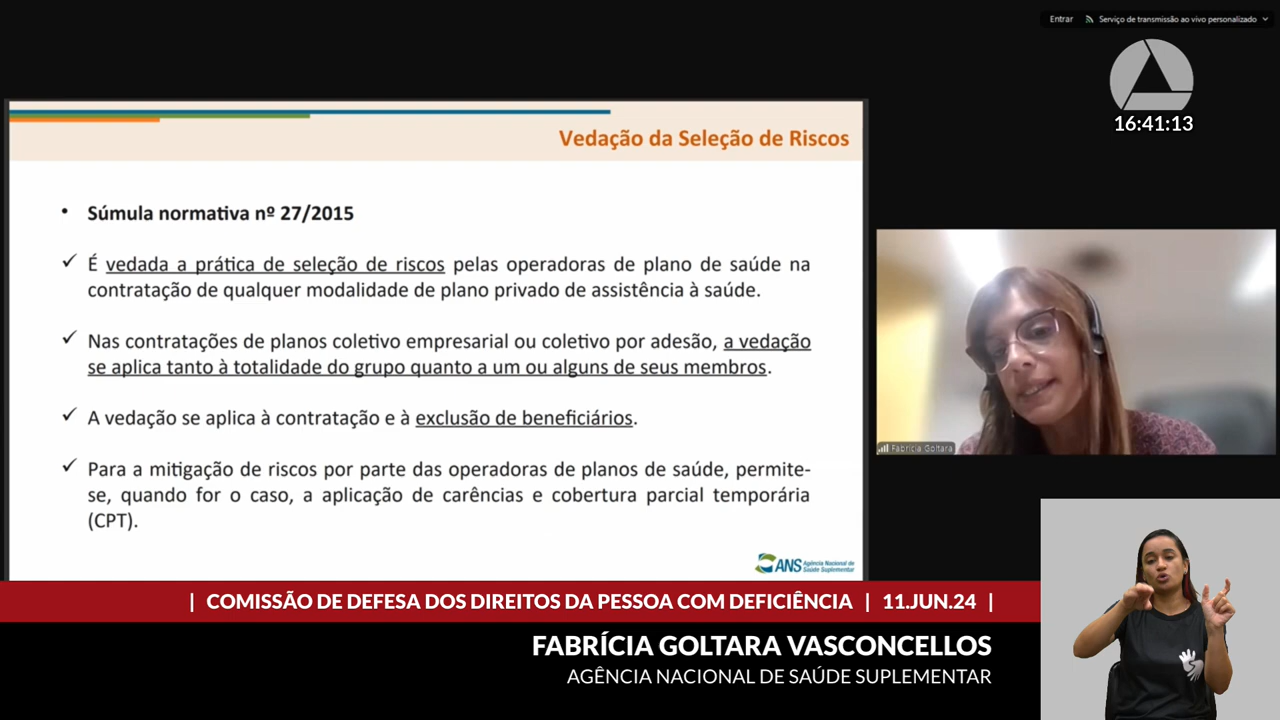 Entrar Serviço de transmissão ao vivo personalizado
16:41:13
Vedação da Seleção de Riscos
• Súmula normativa nº 27/2015
✓ É vedada a prática de seleção de riscos pelas operadoras de plano de saúde na
contratação de qualquer modalidade de plano privado de assistência à saúde.
✓ Nas contratações de planos coletivo empresarial ou coletivo por adesão, a vedação
se aplica tanto à totalidade do grupo quanto a um ou alguns de seus membros.
✓ A vedação se aplica à contratação e à exclusão de beneficiários.
✓ Para a mitigação de riscos por parte das operadoras de planos de saúde, permite-
se, quando for o caso, a aplicação de carências e cobertura parcial temporária
(CPT).
ANS Agência Nacional de
Saúde Suplementar
Fabrícia Goltara
| COMISSÃO DE DEFESA DOS DIREITOS DA PESSOA COM DEFICIÊNCIA | 11.JUN.24 |
FABRÍCIA GOLTARA VASCONCELLOS
AGÊNCIA NACIONAL DE SAÚDE SUPLEMENTAR